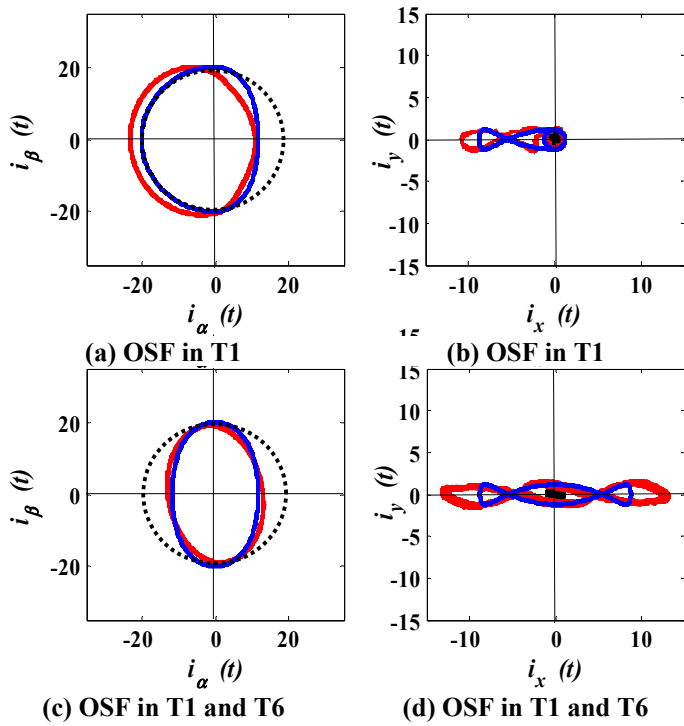 20
0
-20
-20 0 20
i_β (t)
i_α (t)
(a) OSF in T1
15
10
5
0
-5
-10
-15
-10 0 10
i_y (t)
i_x (t)
(b) OSF in T1
20
0
-20
-20 0 20
i_β (t)
i_α (t)
(c) OSF in T1 and T6
15
15
10
5
0
-5
-10
-15
-10 0 10
i_y (t)
i_x (t)
(d) OSF in T1 and T6